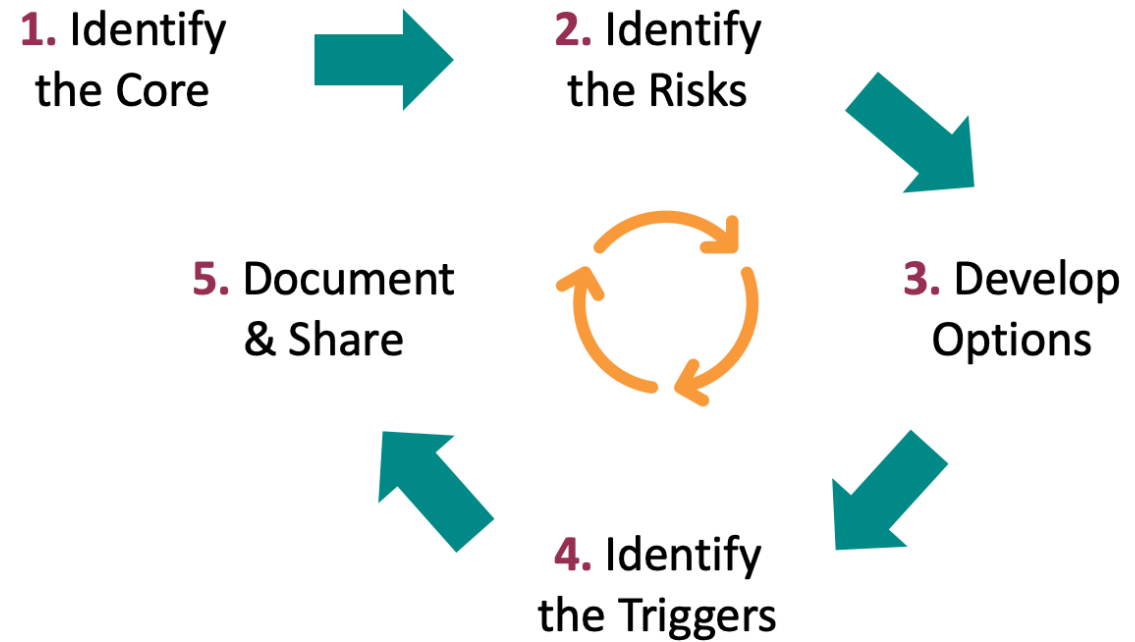 1. Identify
the Core
2. Identify
the Risks
3. Develop
Options
4. Identify
the Triggers
5. Document
& Share